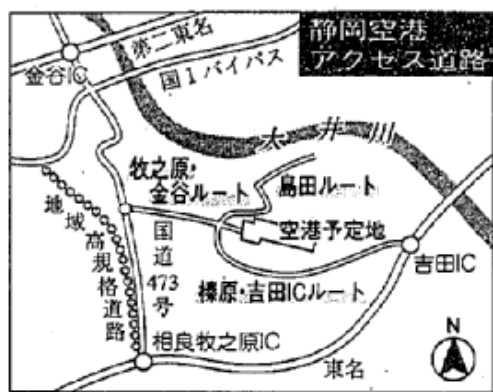 静岡空港
アクセス道路
第二東名
金谷IC
国1バイパス
大井川
牧之原・
金谷ルート
島田ルート
空港予定地
地域高規格道路
国道473号
吉田IC
榛原・吉田ICルート
相良牧之原IC
東名
N